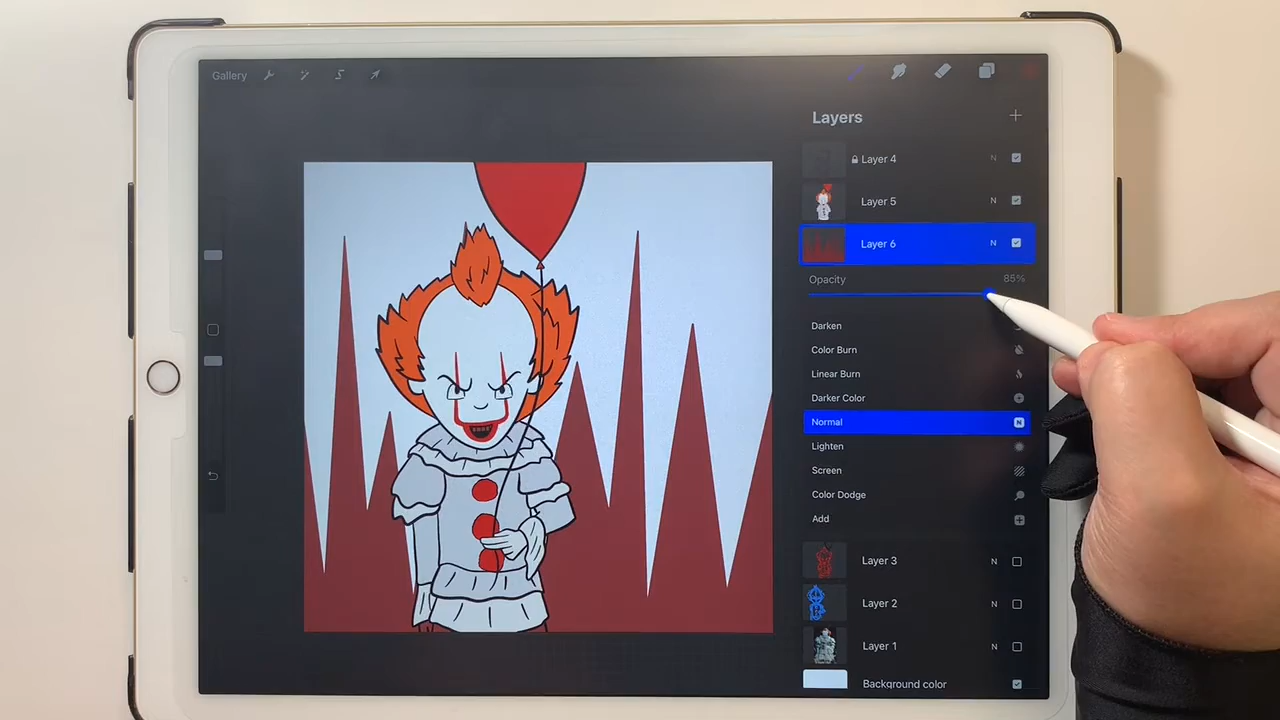 Gallery
Layers
Layer 4
N
Layer 5
N
Layer 6
N
Opacity
85%
Darken
Color Burn
Linear Burn
Darker Color
Normal
N
Lighten
Screen
Color Dodge
Add
Layer 3
N
Layer 2
N
Layer 1
N
Background color